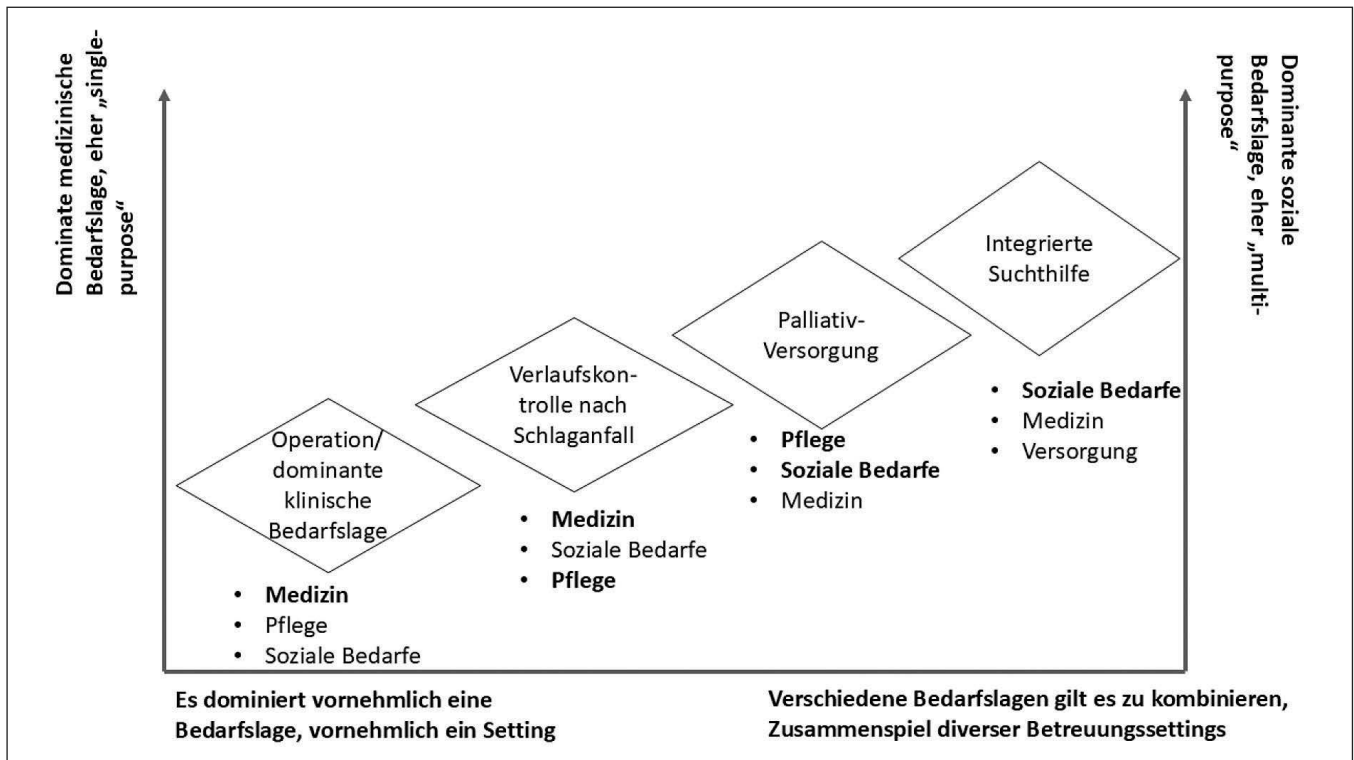 Dominate medizinische
Bedarfslage, eher „single-
purpose“
Dominante soziale
Bedarfslage, eher „multi-
purpose“
Operation/
dominante
klinische
Bedarfslage
• Medizin
• Pflege
• Soziale Bedarfe
Verlaufskon-
trolle nach
Schlaganfall
• Medizin
• Soziale Bedarfe
• Pflege
Palliativ-
Versorgung
• Pflege
• Soziale Bedarfe
• Medizin
Integrierte
Suchthilfe
• Soziale Bedarfe
• Medizin
• Versorgung
Es dominiert vornehmlich eine
Bedarfslage, vornehmlich ein Setting
Verschiedene Bedarfslagen gilt es zu kombinieren,
Zusammenspiel diverser Betreuungssettings